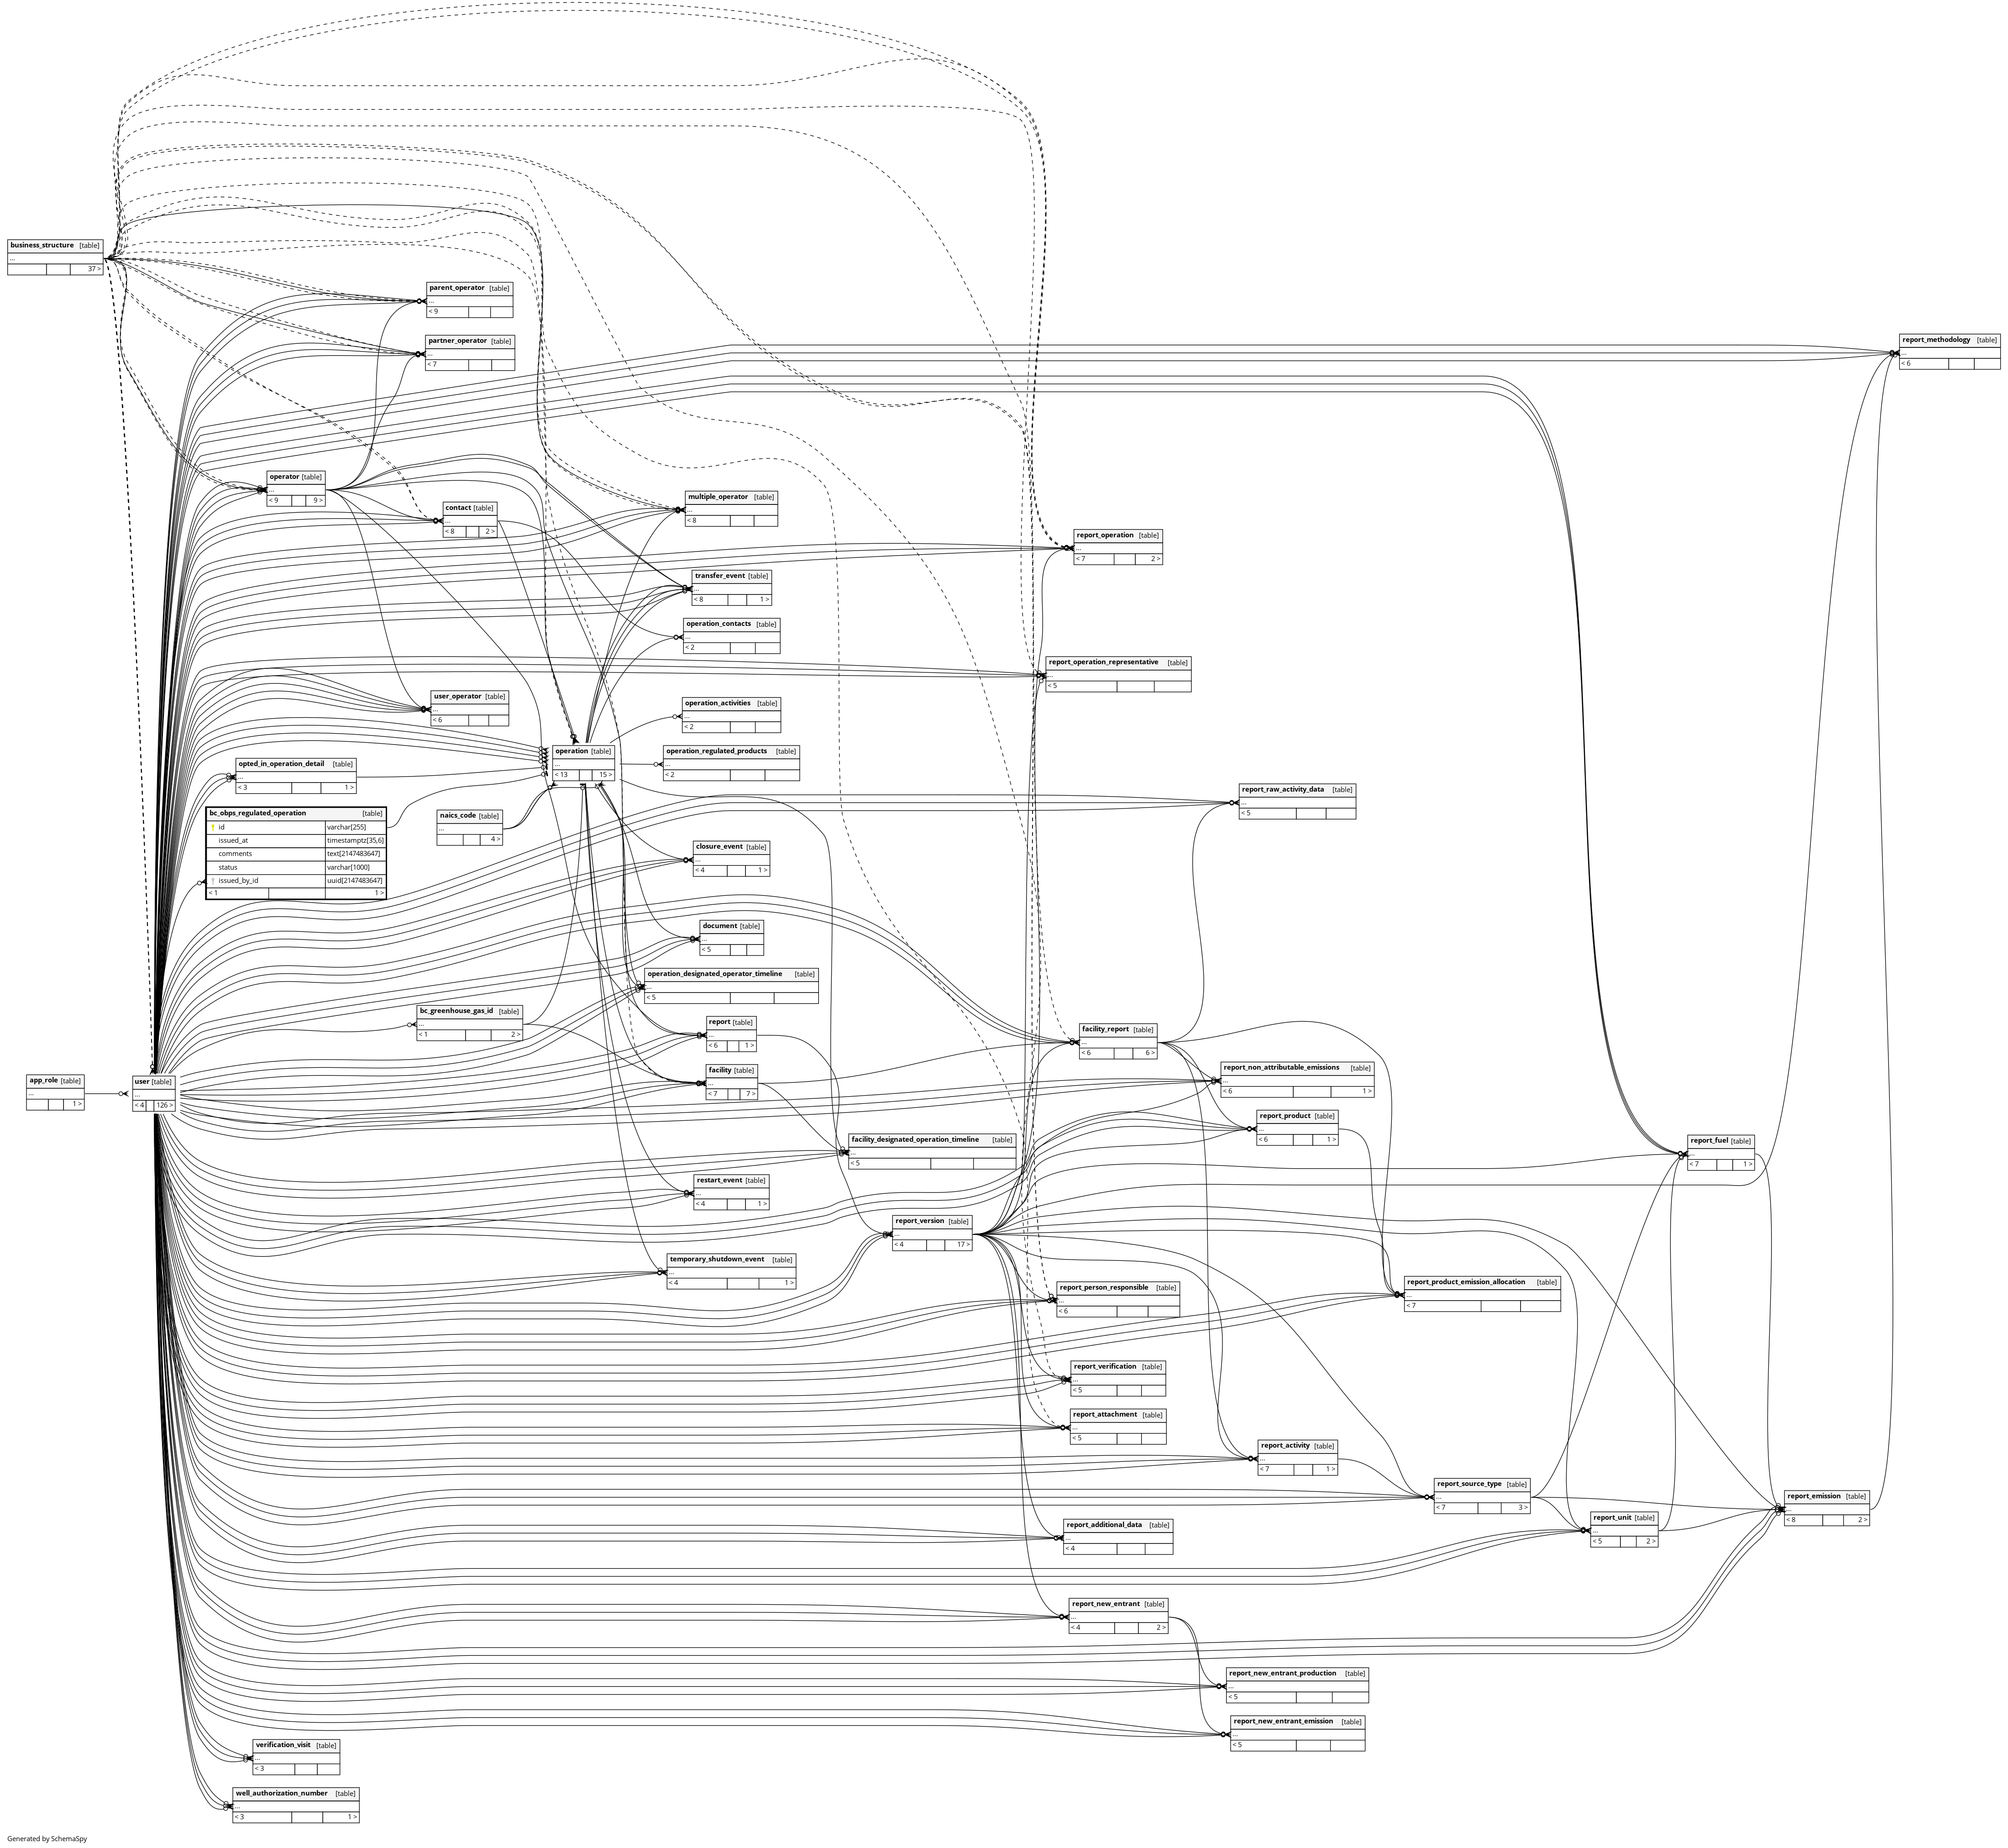 business_structure [table]
...
37 >
parent_operator [table]
...
< 9
partner_operator [table]
...
< 7
report_methodology [table]
...
< 6
operator [table]
...
< 9 9 >
contact [table]
...
< 8 2 >
multiple_operator [table]
...
< 8
report_operation [table]
...
< 7 2 >
transfer_event [table]
...
< 8 1 >
operation_contacts [table]
...
< 2
report_operation_representative [table]
...
< 5
user_operator [table]
...
< 6
operation_activities [table]
...
< 2
operation [table]
...
< 13 15 >
operation_regulated_products [table]
...
< 2
opted_in_operation_detail [table]
...
< 3 1 >
report_raw_activity_data [table]
...
< 5
bc_obps_regulated_operation [table]
id varchar[255]
issued_at timestamptz[35,6]
comments text[2147483647]
status varchar[1000]
issued_by_id uuid[2147483647]
< 1 1 >
naics_code [table]
...
4 >
closure_event [table]
...
< 4 1 >
document [table]
...
< 5
operation_designated_operator_timeline [table]
...
< 5
bc_greenhouse_gas_id [table]
...
< 1 2 >
report [table]
...
< 6 1 >
facility_report [table]
...
< 6 6 >
facility [table]
...
< 7 7 >
report_non_attributable_emissions [table]
...
< 6 1 >
app_role [table]
...
1 >
user [table]
...
< 4 126 >
report_product [table]
...
< 6 1 >
facility_designated_operation_timeline [table]
...
< 5
report_fuel [table]
...
< 7 1 >
restart_event [table]
...
< 4 1 >
report_version [table]
...
< 4 17 >
temporary_shutdown_event [table]
...
< 4 1 >
report_person_responsible [table]
...
< 6
report_product_emission_allocation [table]
...
< 7
report_verification [table]
...
< 5
report_attachment [table]
...
< 5
report_activity [table]
...
< 7 1 >
report_source_type [table]
...
< 7 3 >
report_emission [table]
...
< 8 2 >
report_unit [table]
...
< 5 2 >
report_additional_data [table]
...
< 4
report_new_entrant [table]
...
< 4 2 >
report_new_entrant_production [table]
...
< 5
report_new_entrant_emission [table]
...
< 5
verification_visit [table]
...
< 3
well_authorization_number [table]
...
< 3 1 >
Generated by SchemaSpy